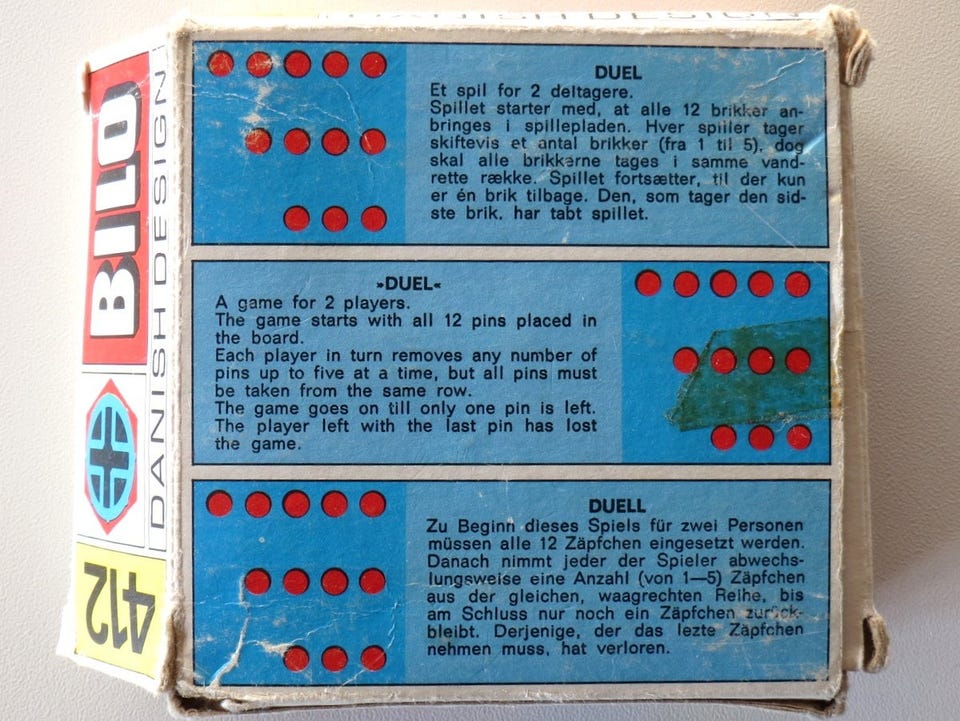 DANISH DESIGN
BILO
DANISH DESIGN
412
DUEL
Et spil for 2 deltagere.
Spillet starter med, at alle 12 brikker an-
bringes i spillepladen. Hver spiller tager
skiftevis et antal brikker (fra 1 til 5), dog
skal alle brikkerne tages i samme vand-
rette række. Spillet fortsætter, til der kun
er én brik tilbage. Den, som tager den sid-
ste brik, har tabt spillet.
»DUEL«
A game for 2 players.
The game starts with all 12 pins placed in
the board.
Each player in turn removes any number of
pins up to five at a time, but all pins must
be taken from the same row.
The game goes on till only one pin is left.
The player left with the last pin has lost
the game.
DUELL
Zu Beginn dieses Spiels für zwei Personen
müssen alle 12 Zäpfchen eingesetzt werden.
Danach nimmt jeder der Spieler abwechs-
lungsweise eine Anzahl (von 1—5) Zäpfchen
aus der gleichen, waagrechten Reihe, bis
am Schluss nur noch ein Zäpfchen zurück-
bleibt. Derjenige, der das lezte Zäpfchen
nehmen muss, hat verloren.